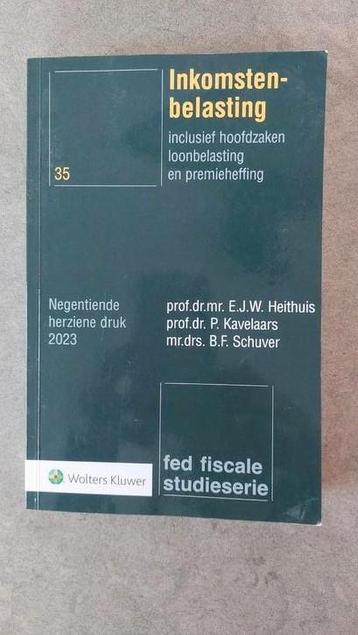 Inkomsten-
belasting
inclusief hoofdzaken
loonbelasting
en premieheffing
35
Negentiende
herziene druk
2023
prof.dr.mr. E.J.W. Heithuis
prof.dr. P. Kavelaars
mr.drs. B.F. Schuver
fed fiscale
studieserie
Wolters Kluwer